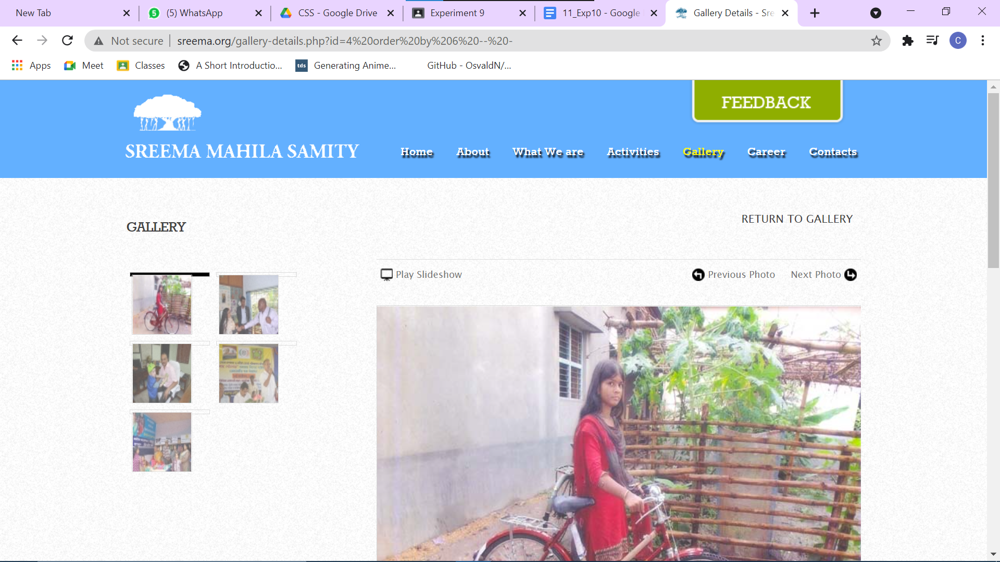 New Tab
(5) WhatsApp
CSS - Google Drive
Experiment 9
11_Exp10 - Google
Gallery Details - Sre
Not secure
sreema.org/gallery-details.php?id=4%20order%20by%206%20--%20-
C
Apps
Meet
Classes
A Short Introductio...
tds
Generating Anime...
GitHub - OsvaldN/...
FEEDBACK
SREEMA MAHILA SAMITY
Home
About
What We are
Activities
Gallery
Career
Contacts
RETURN TO GALLERY
GALLERY
Play Slideshow
Previous Photo
Next Photo